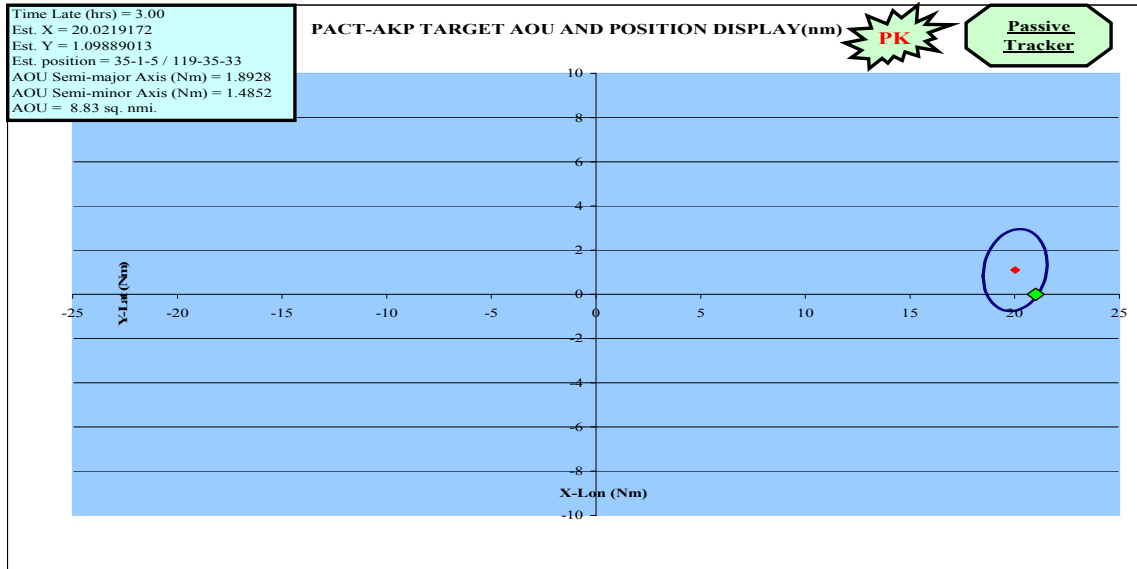 Time Late (hrs) = 3.00
Est. X = 20.0219172
Est. Y = 1.09889013
Est. position = 35-1-5 / 119-35-33
AOU Semi-major Axis (Nm) = 1.8928
AOU Semi-minor Axis (Nm) = 1.4852
AOU =  8.83 sq. nmi.
PACT-AKP TARGET AOU AND POSITION DISPLAY(nm)
PK
Passive
Tracker
10
8
6
4
2
0
-2
-4
-6
-8
-10
-25
-20
-15
-10
-5
0
5
10
15
20
25
Y-Lat (Nm)
X-Lon (Nm)